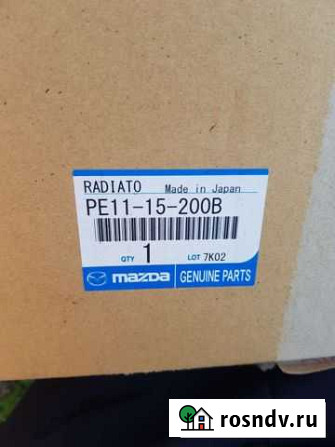 RADIATO Made in Japan
PE11-15-200B
QTY 1 LOT 7K02
mazda GENUINE PARTS
rosndv.ru